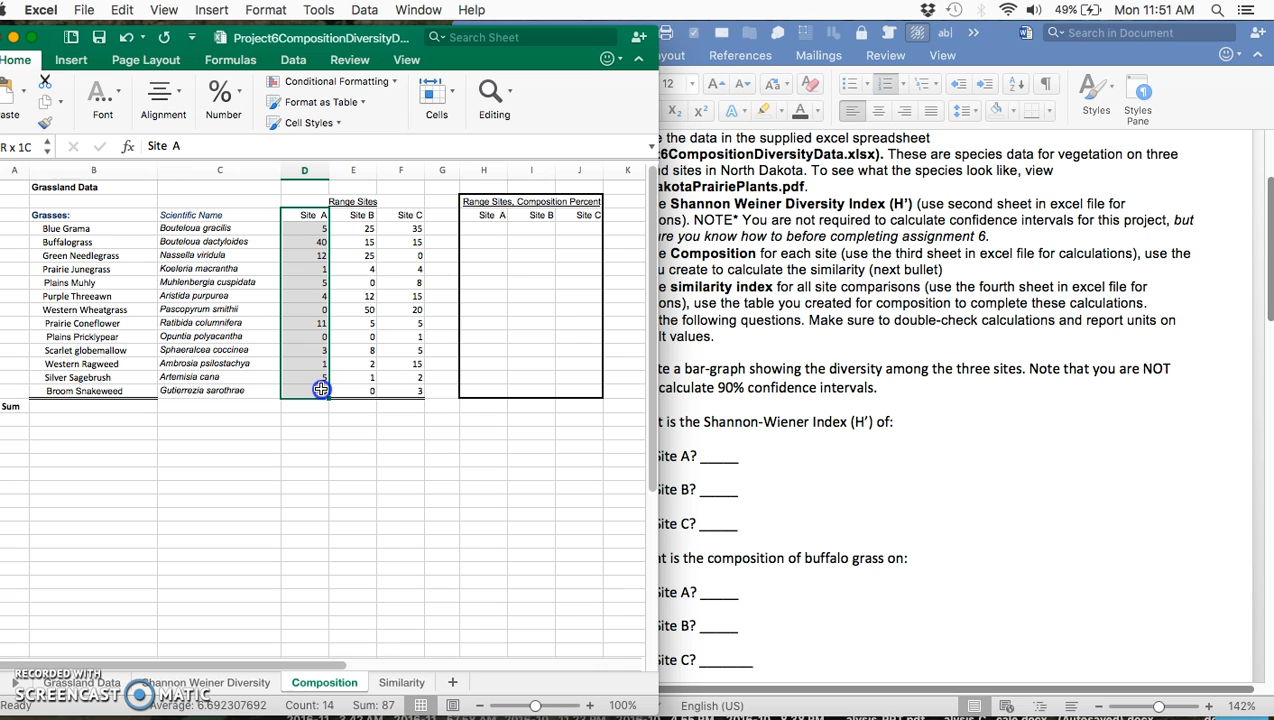 Excel File Edit View Insert Format Tools Data Window Help 49% Mon 11:51 AM
Project6CompositionDiversityD... Search Sheet
Search in Document
Home Insert Page Layout Formulas Data Review View
References Mailings Review View
Conditional Formatting
Format as Table
Cell Styles
Font Number Cells Editing
12 Styles Styles Pane
R x 1C fx Site A
A B C D E F G H I J K
Grassland Data
Range Sites Range Sites, Composition Percent
Grasses: Scientific Name Site A Site B Site C Site A Site B Site C
Blue Grama Bouteloua gracilis 5 25 35
Buffalograss Bouteloua dactyloides 40 15 15
Green Needlegrass Nassella viridula 12 25 0
Prairie Junegrass Koeleria macrantha 1 4 4
Plains Muhly Muhlenbergia cuspidata 5 0 8
Purple Threeawn Aristida purpurea 4 12 15
Western Wheatgrass Pascopyrum smithii 0 50 20
Prairie Coneflower Ratibida columnifera 11 5 5
Plains Pricklypear Opuntia polyacantha 0 0 1
Scarlet globemallow Sphaeralcea coccinea 3 8 5
Western Ragweed Ambrosia psilostachya 1 2 15
Silver Sagebrush Artemisia cana 5 1 2
Broom Snakeweed Gutierrezia sarothrae 0 3
Sum
e the data in the supplied excel spreadsheet
t6CompositionDiversityData.xlsx). These are species data for vegetation on three
d sites in North Dakota. To see what the species look like, view
akotaPrairiePlants.pdf.
e Shannon Weiner Diversity Index (H') (use second sheet in excel file for
ons). NOTE* You are not required to calculate confidence intervals for this project, but
ure you know how to before completing assignment 6.
e Composition for each site (use the third sheet in excel file for calculations), use the
you create to calculate the similarity (next bullet)
e similarity index for all site comparisons (use the fourth sheet in excel file for
ons), use the table you created for composition to complete these calculations.
the following questions. Make sure to double-check calculations and report units on
lt values.
te a bar-graph showing the diversity among the three sites. Note that you are NOT
calculate 90% confidence intervals.
t is the Shannon-Wiener Index (H') of:
Site A? _____
Site B? _____
Site C? _____
at is the composition of buffalo grass on:
Site A? _____
Site B? _____
Site C? _______
Grassland Data Shannon Weiner Diversity Composition Similarity +
Ready Average: 6.692307692 Count: 14 Sum: 87 100%
English (US) 142%
RECORDED WITH
SCREENCAST MATIC